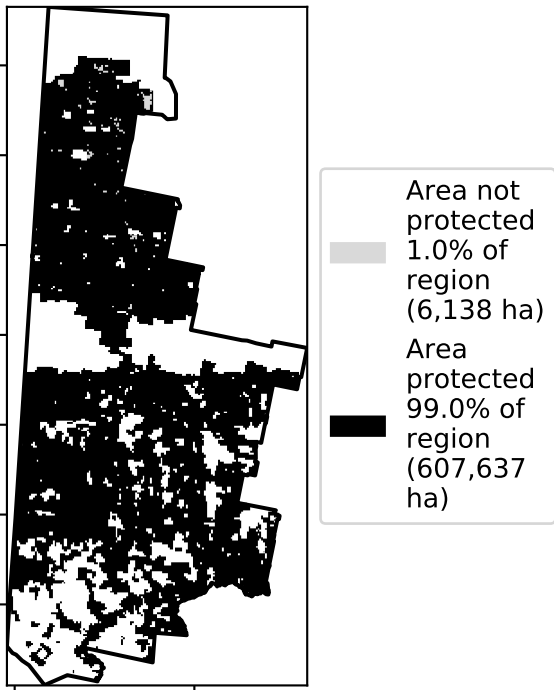 Area not
protected
1.0% of
region
(6,138 ha)
Area
protected
99.0% of
region
(607,637
ha)